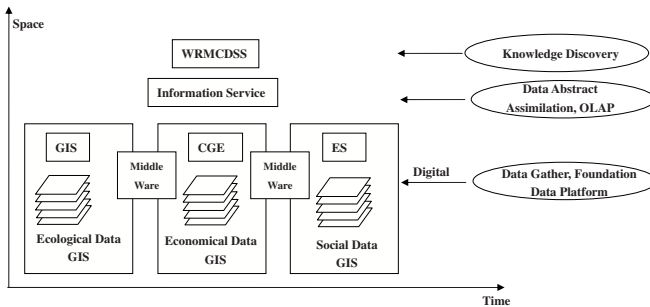 Space
WRMCDSS
Knowledge Discovery
Information Service
Data Abstract
Assimilation, OLAP
GIS
CGE
ES
Middle
Ware
Middle
Ware
Digital
Data Gather, Foundation
Data Platform
Ecological Data
GIS
Economical Data
GIS
Social Data
GIS
Time